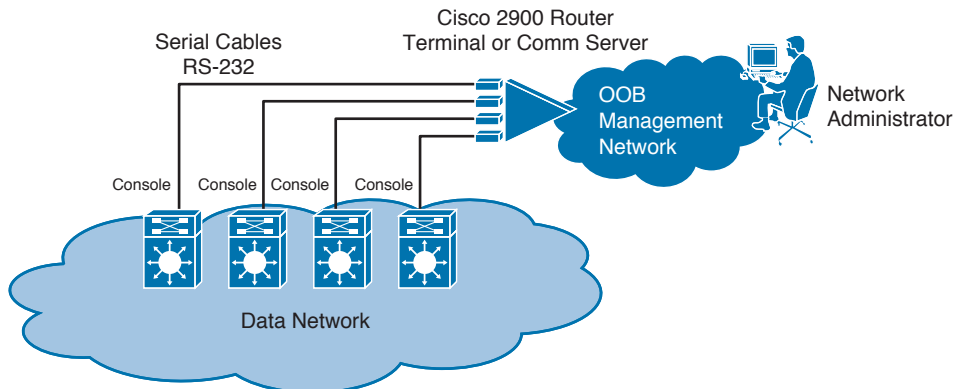 Cisco 2900 Router
Terminal or Comm Server
Serial Cables
RS-232
OOB
Management
Network
Network
Administrator
Console
Console
Console
Console
Data Network